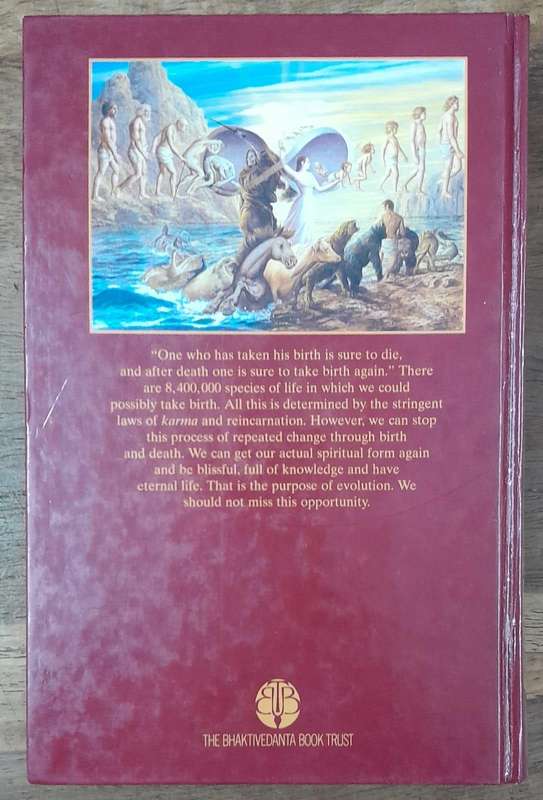 "One who has taken his birth is sure to die,
and after death one is sure to take birth again." There
are 8,400,000 species of life in which we could
possibly take birth. All this is determined by the stringent
laws of karma and reincarnation. However, we can stop
this process of repeated change through birth
and death. We can get our actual spiritual form again
and be blissful, full of knowledge and have
eternal life. That is the purpose of evolution. We
should not miss this opportunity.
BBT
THE BHAKTIVEDANTA BOOK TRUST